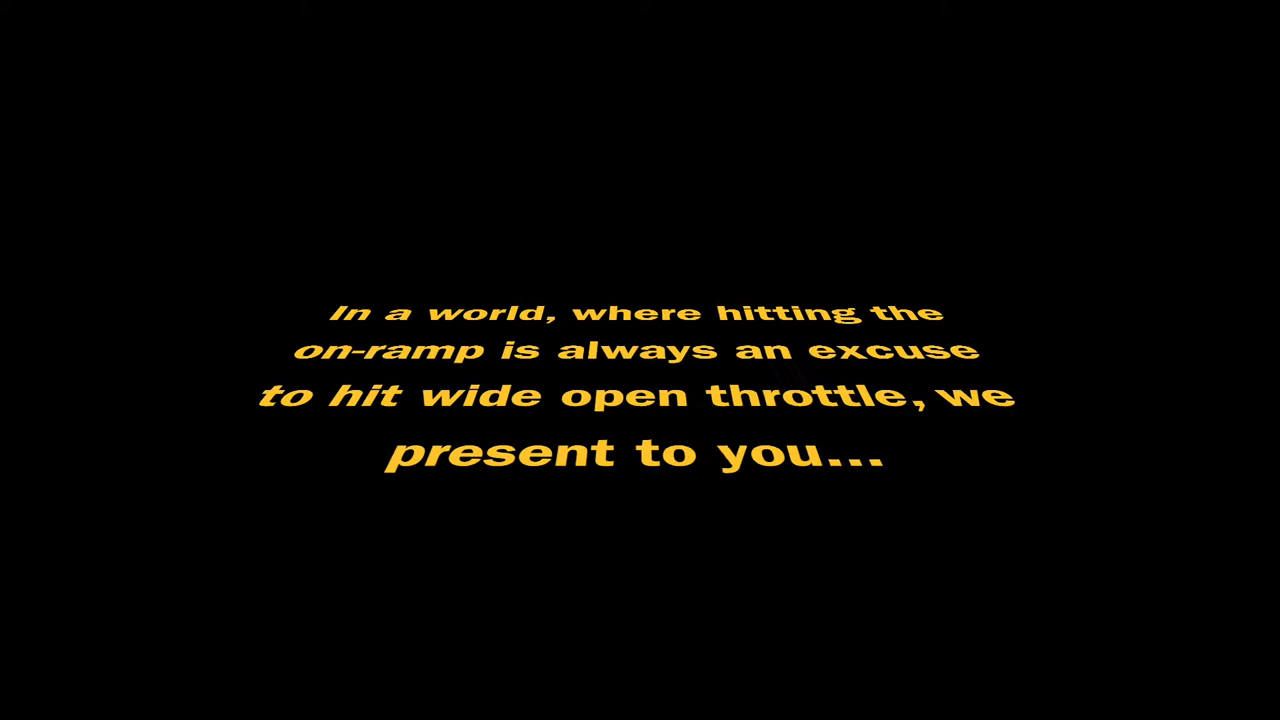 In a world, where hitting the
on-ramp is always an excuse
to hit wide open throttle, we
present to you...